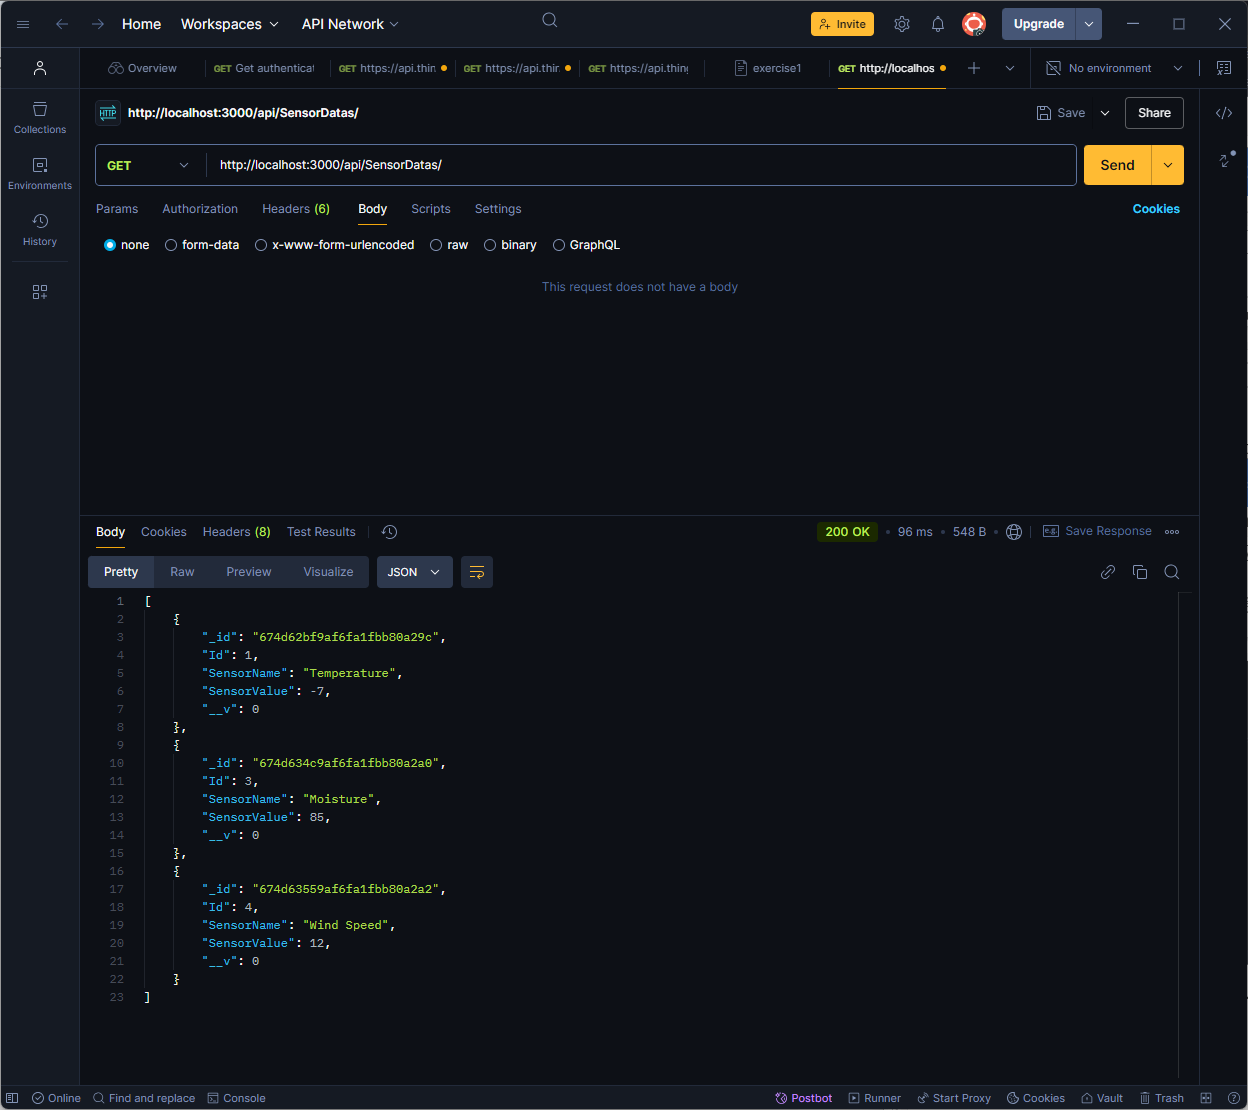 Home Workspaces API Network Invite Upgrade
Overview GET Get authenticat GET https://api.thin GET https://api.thin GET https://api.thing exercise1 GET http://localhos No environment
HTTP http://localhost:3000/api/SensorDatas/ Save Share
Collections
Environments
History
GET http://localhost:3000/api/SensorDatas/ Send
Params Authorization Headers (6) Body Scripts Settings Cookies
none form-data x-www-form-urlencoded raw binary GraphQL
This request does not have a body
Body Cookies Headers (8) Test Results 200 OK • 96 ms • 548 B • e.g. Save Response
Pretty Raw Preview Visualize JSON
1 [
2 {
3 "_id": "674d62bf9af6fa1fbb80a29c",
4 "Id": 1,
5 "SensorName": "Temperature",
6 "SensorValue": -7,
7 "__v": 0
8 },
9 {
10 "_id": "674d634c9af6fa1fbb80a2a0",
11 "Id": 3,
12 "SensorName": "Moisture",
13 "SensorValue": 85,
14 "__v": 0
15 },
16 {
17 "_id": "674d63559af6fa1fbb80a2a2",
18 "Id": 4,
19 "SensorName": "Wind Speed",
20 "SensorValue": 12,
21 "__v": 0
22 }
23 ]
Online Find and replace Console Postbot Runner Start Proxy Cookies Vault Trash